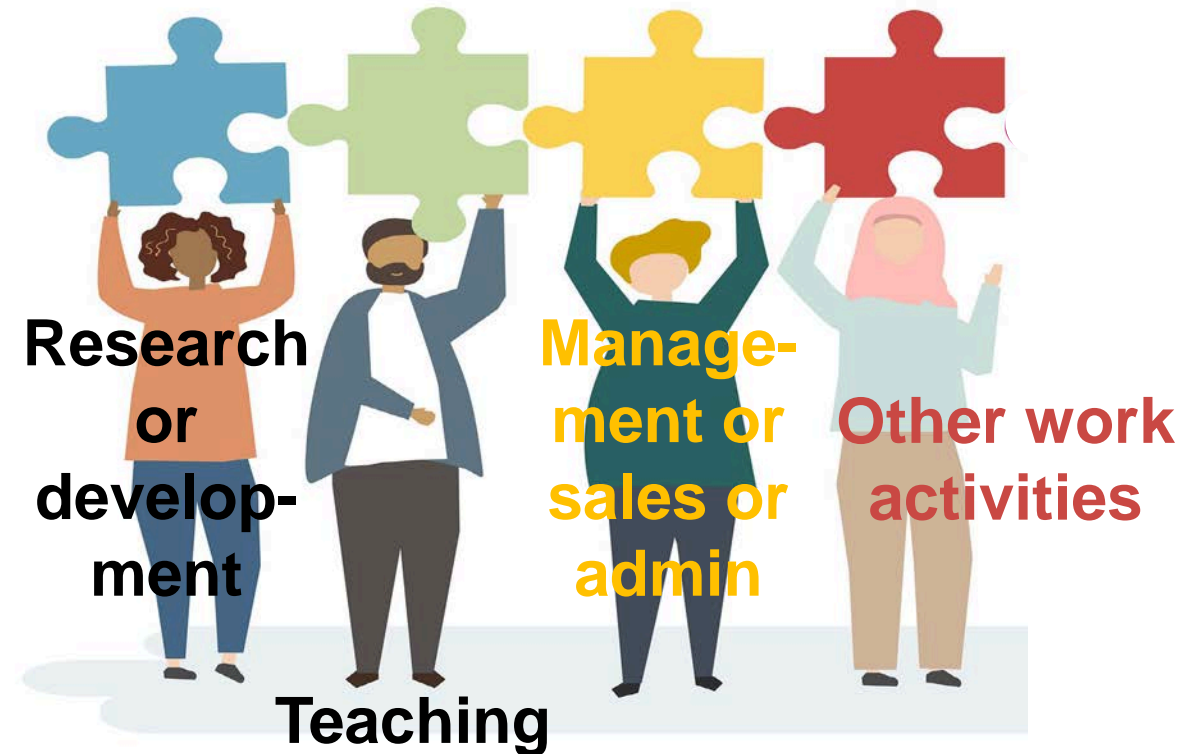 Research
or
develop-
ment
Teaching
Manage-
ment or
sales or
admin
Other work
activities